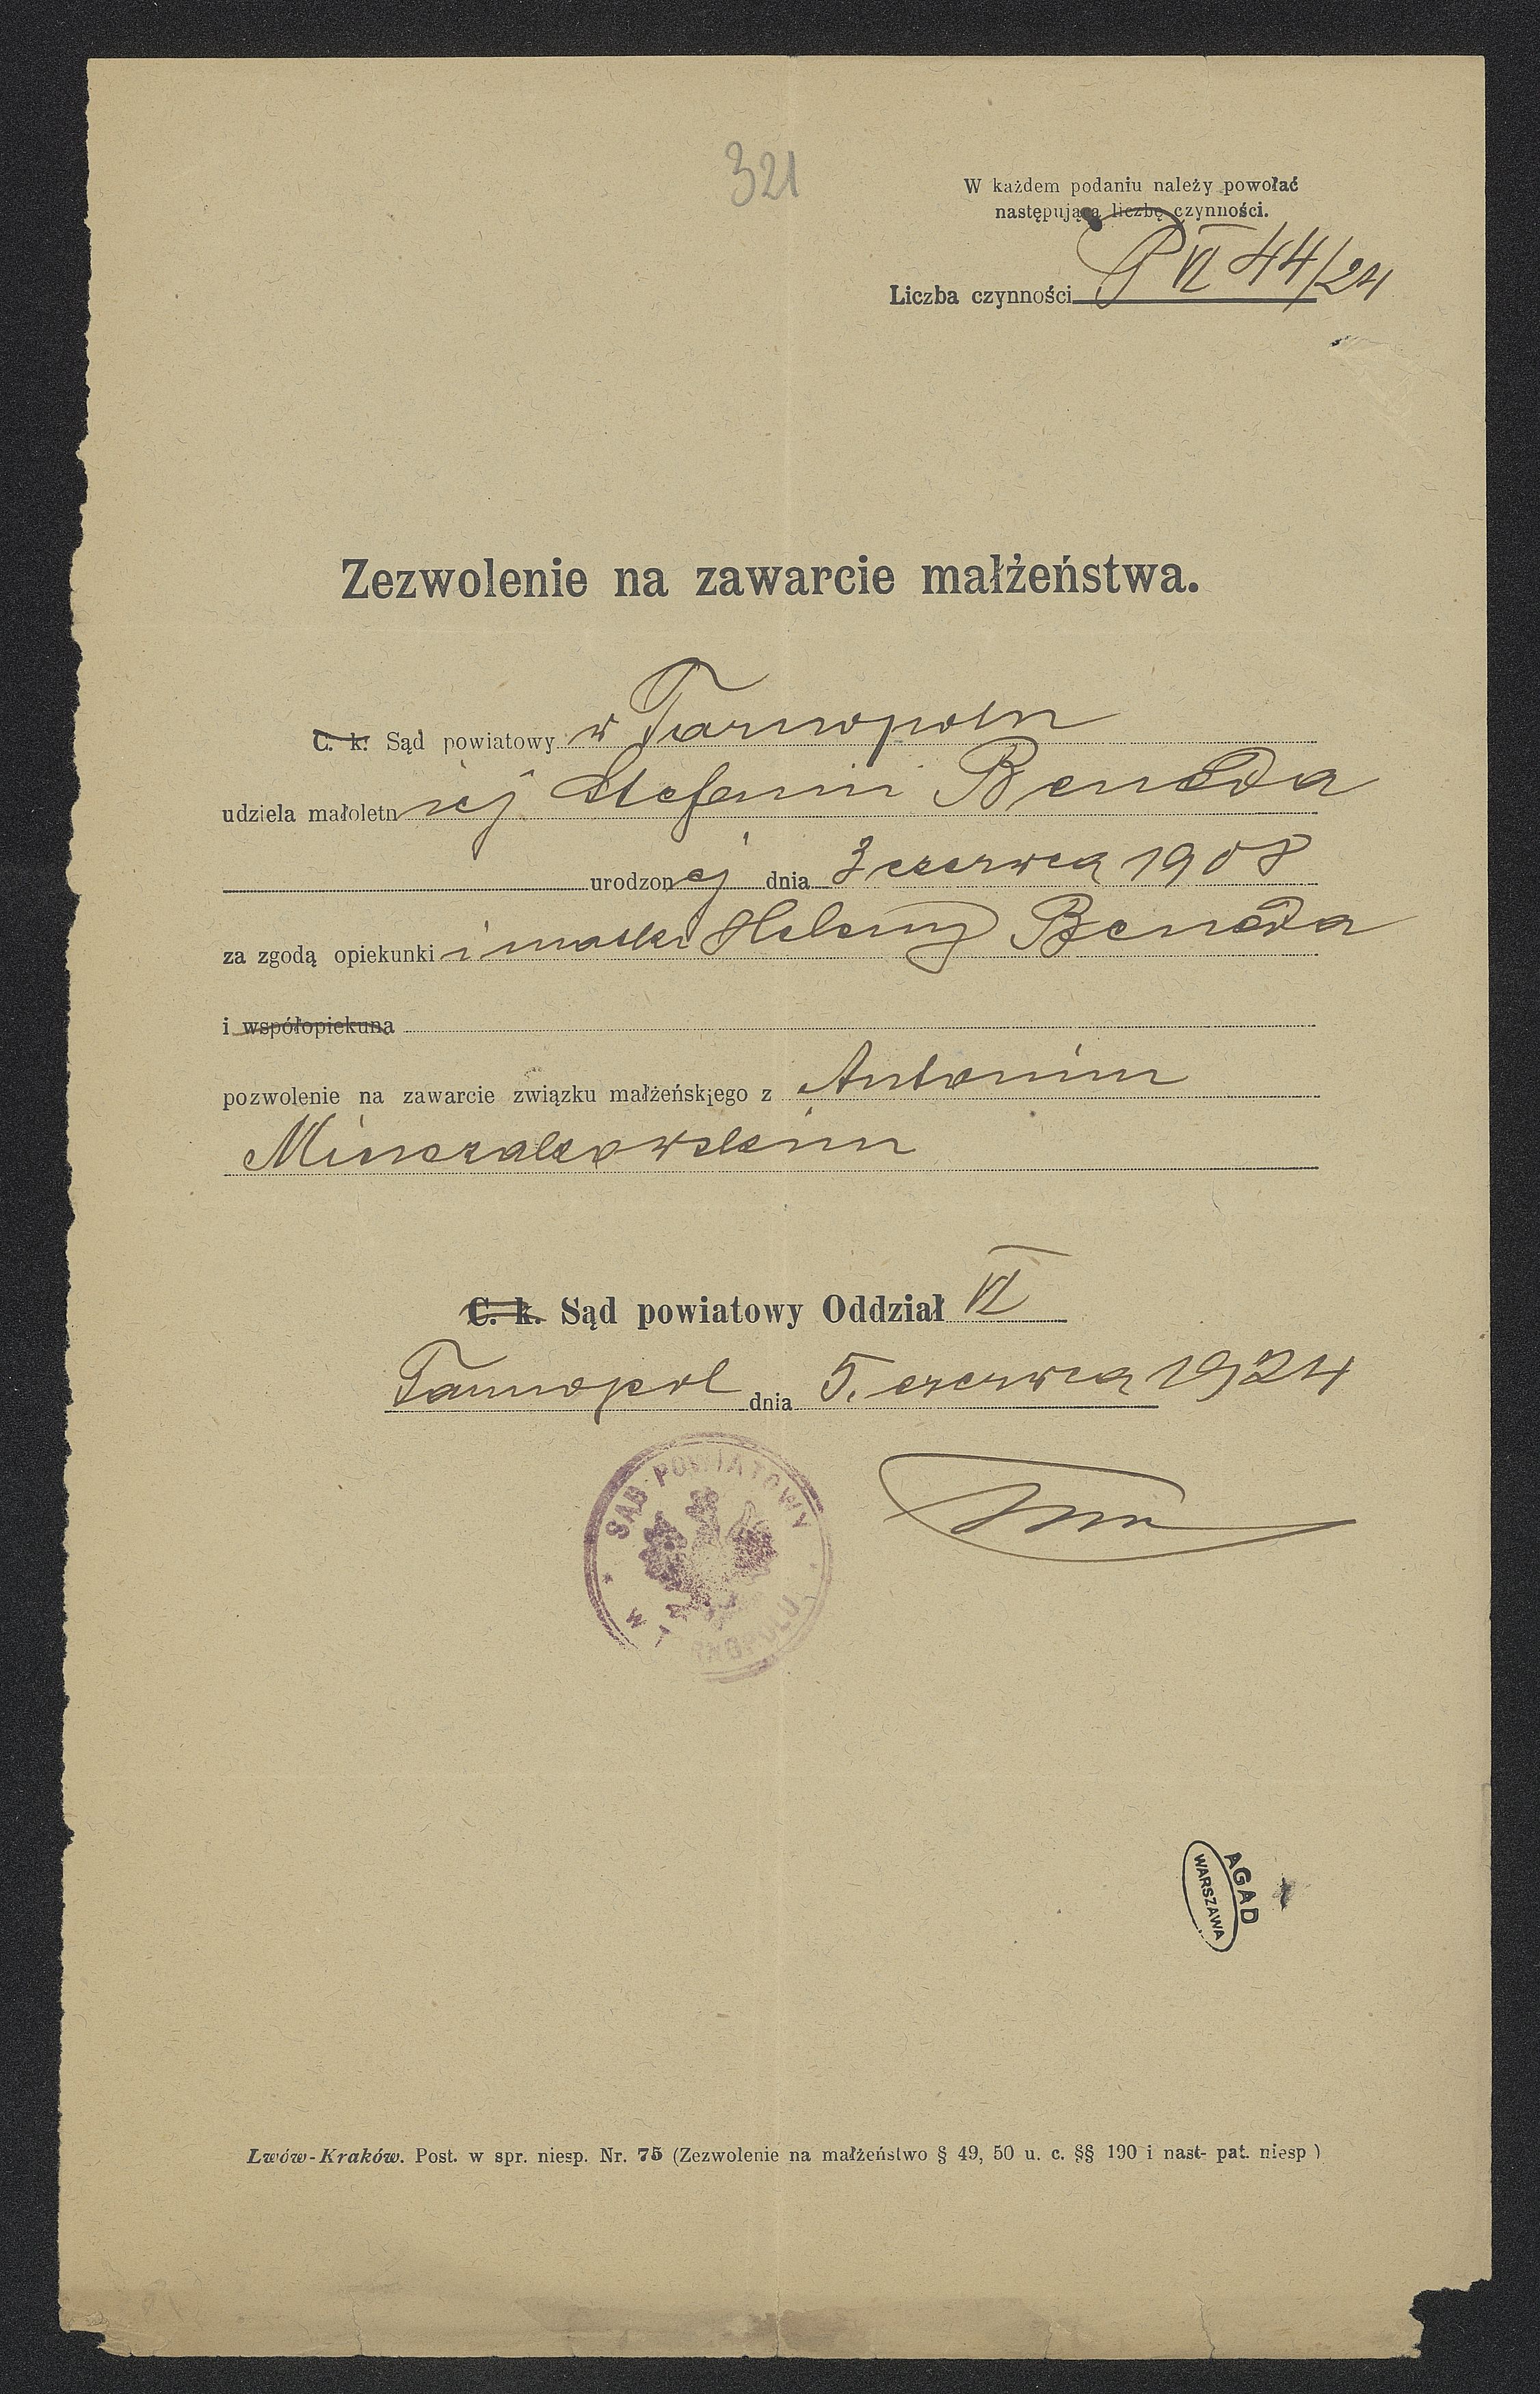 321
W każdem podaniu należy powołać
następującą liczbę czynności.
Liczba czynności P VI 44/24
Zezwolenie na zawarcie małżeństwa.
C. k. Sąd powiatowy w Tarnopolu
udziela małoletniej Stefanii Beneda
urodzonej dnia 3 czerwca 1908
za zgodą opiekunki i matki Heleny Beneda
i współopiekuna
pozwolenie na zawarcie związku małżeńskiego z Antonim
C. k. Sąd powiatowy Oddział VI
Tarnopol dnia 5. czerwca 1924
SĄD POWIATOWY
W TARNOPOLU
AGAD
WARSZAWA
Lwów-Kraków. Post. w spr. niesp. Nr. 75 (Zezwolenie na małżeństwo § 49, 50 u. c. §§ 190 i nast- pat. niesp )